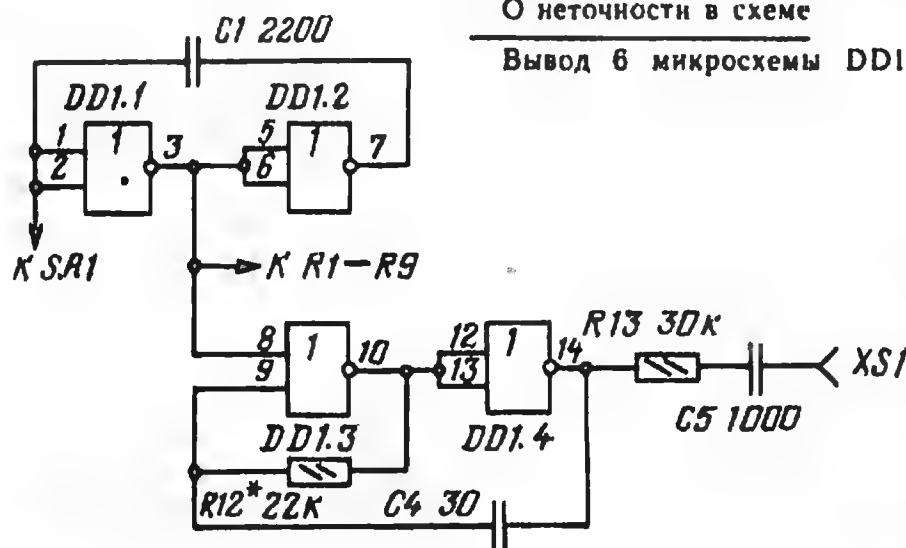 О неточности в схеме
Вывод 6 микросхемы DD1
C1 2200
DD1.1
DD1.2
1
2
1
3
5
6
1
7
К SA1
К R1—R9
8
9
1
10
DD1.3
12
13
1
14
DD1.4
R13 30к
C5 1000
XS1
R12* 22к
C4 30